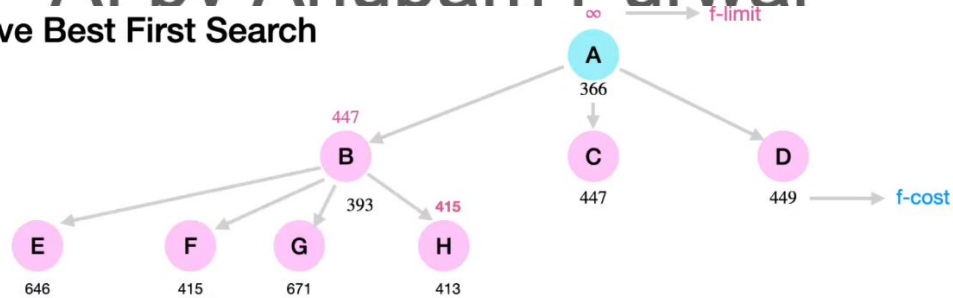 ve Best First Search
∞ f-limit
A
366
447
B C D
393 447 449 f-cost
415
E F G H
646 415 671 413